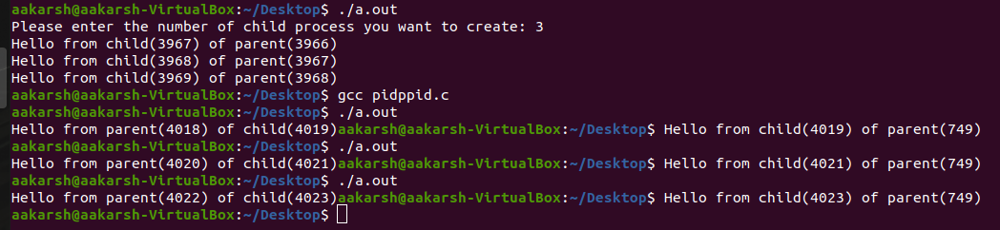 aakarsh@aakarsh-VirtualBox:~/Desktop$ ./a.out
Please enter the number of child process you want to create: 3
Hello from child(3967) of parent(3966)
Hello from child(3968) of parent(3967)
Hello from child(3969) of parent(3968)
aakarsh@aakarsh-VirtualBox:~/Desktop$ gcc pidppid.c
aakarsh@aakarsh-VirtualBox:~/Desktop$ ./a.out
Hello from parent(4018) of child(4019)aakarsh@aakarsh-VirtualBox:~/Desktop$ Hello from child(4019) of parent(749)
aakarsh@aakarsh-VirtualBox:~/Desktop$ ./a.out
Hello from parent(4020) of child(4021)aakarsh@aakarsh-VirtualBox:~/Desktop$ Hello from child(4021) of parent(749)
aakarsh@aakarsh-VirtualBox:~/Desktop$ ./a.out
Hello from parent(4022) of child(4023)aakarsh@aakarsh-VirtualBox:~/Desktop$ Hello from child(4023) of parent(749)
aakarsh@aakarsh-VirtualBox:~/Desktop$